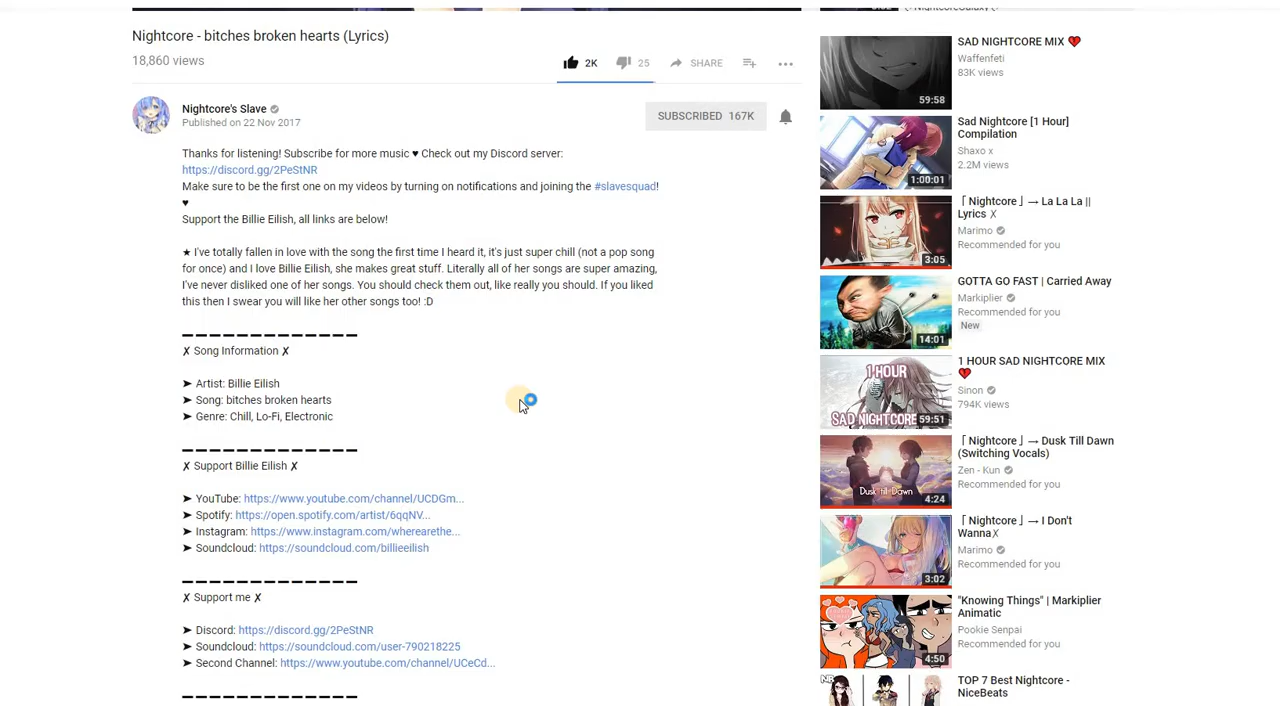 Nightcore - bitches broken hearts (Lyrics)
18,860 views
2K
25
SHARE
Nightcore's Slave
Published on 22 Nov 2017
SUBSCRIBED 167K
Thanks for listening! Subscribe for more music ♥ Check out my Discord server:
https://discord.gg/2PeStNR
Make sure to be the first one on my videos by turning on notifications and joining the #slavesquad!
♥
Support the Billie Eilish, all links are below!
★ I've totally fallen in love with the song the first time I heard it, it's just super chill (not a pop song
for once) and I love Billie Eilish, she makes great stuff. Literally all of her songs are super amazing,
I've never disliked one of her songs. You should check them out, like really you should. If you liked
this then I swear you will like her other songs too! :D
✗ Song Information ✗
➤ Artist: Billie Eilish
➤ Song: bitches broken hearts
➤ Genre: Chill, Lo-Fi, Electronic
✗ Support Billie Eilish ✗
➤ YouTube: https://www.youtube.com/channel/UCDGm...
➤ Spotify: https://open.spotify.com/artist/6qqNV...
➤ Instagram: https://www.instagram.com/wherearethe...
➤ Soundcloud: https://soundcloud.com/billieeilish
✗ Support me ✗
➤ Discord: https://discord.gg/2PeStNR
➤ Soundcloud: https://soundcloud.com/user-790218225
➤ Second Channel: https://www.youtube.com/channel/UCeCd...
SAD NIGHTCORE MIX 💔
Waffenfeti
83K views
59:58
Sad Nightcore [1 Hour]
Compilation
Shaxo x
2.2M views
1:00:01
「Nightcore」→ La La La ||
Lyrics ☓
Marimo
Recommended for you
3:05
GOTTA GO FAST | Carried Away
Markiplier
Recommended for you
New
14:01
1 HOUR SAD NIGHTCORE MIX
💔
Sinon
794K views
1 HOUR
SAD NIGHTCORE
59:51
「Nightcore」→ Dusk Till Dawn
(Switching Vocals)
Zen - Kun
Recommended for you
Dusk Till Dawn
4:24
「Nightcore」→ I Don't
Wanna☓
Marimo
Recommended for you
3:02
"Knowing Things" | Markiplier
Animatic
Pookie Senpai
Recommended for you
4:50
TOP 7 Best Nightcore -
NiceBeats